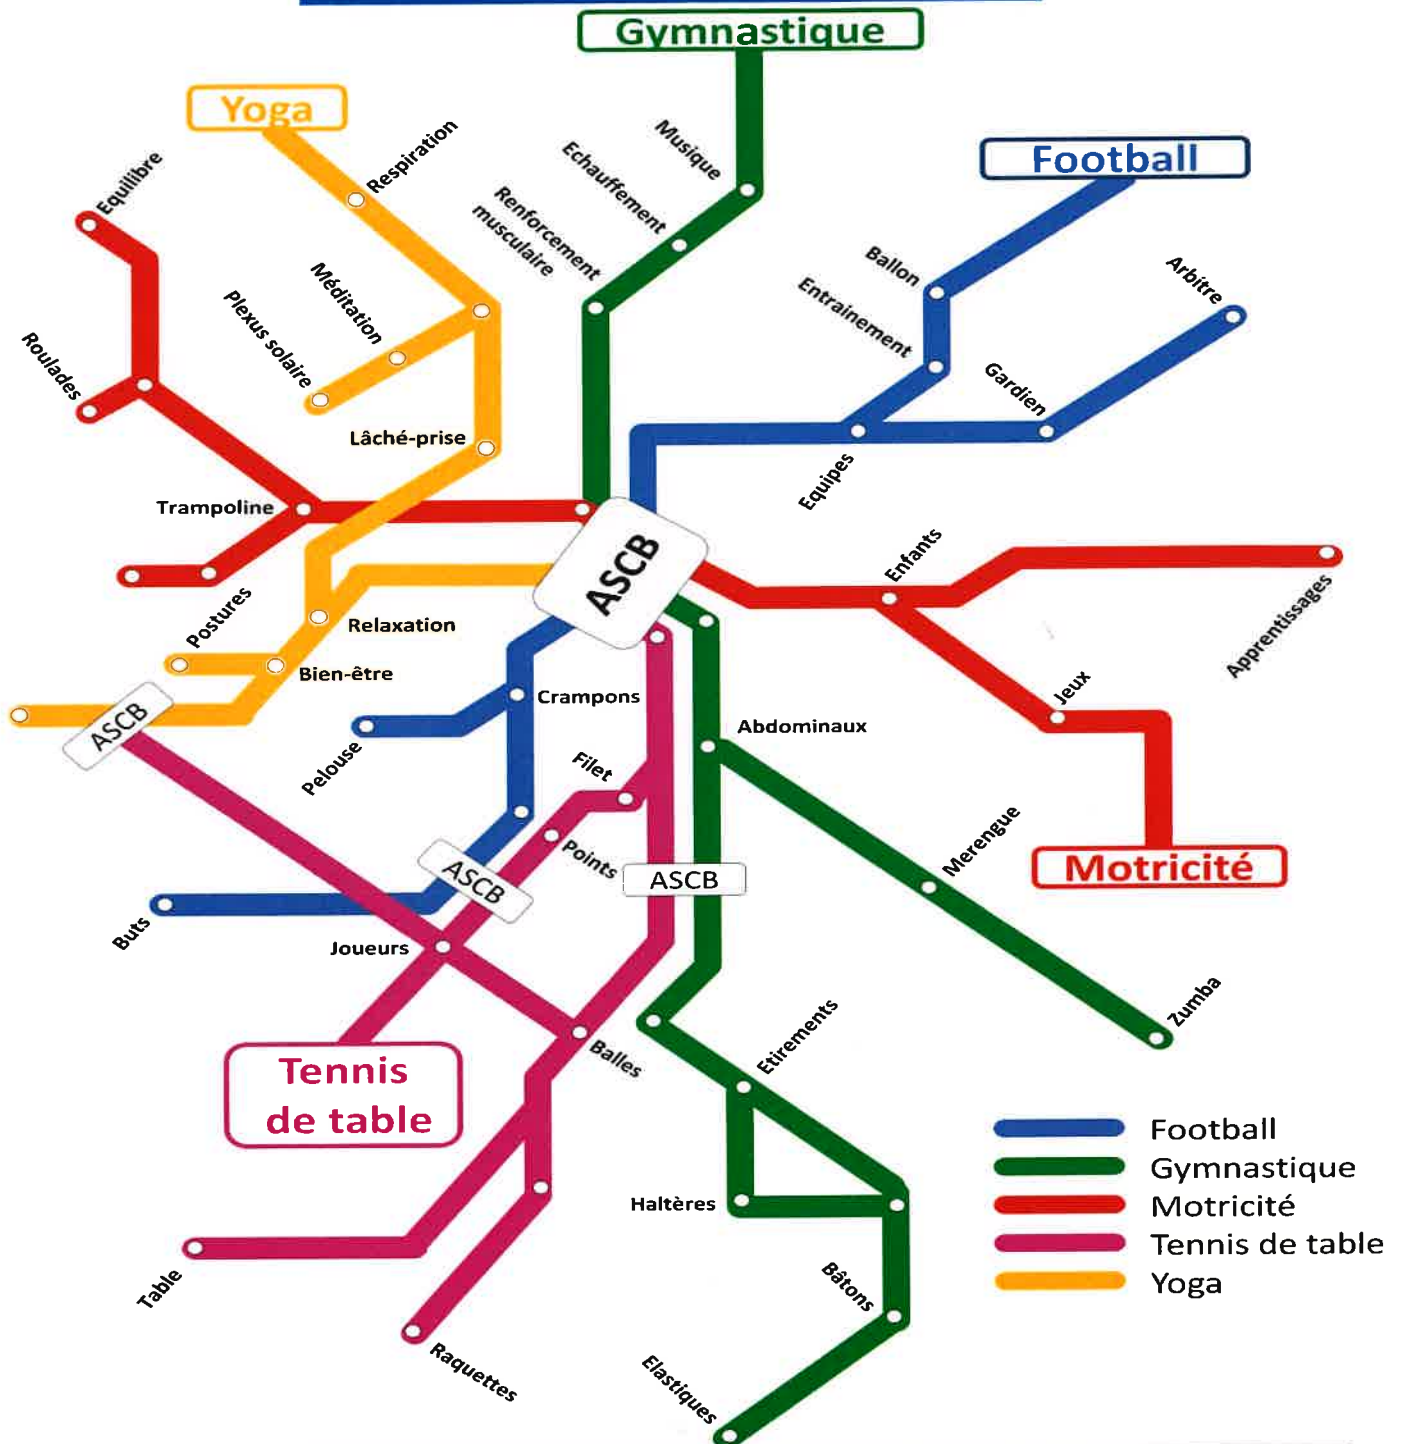 Gymnastique
Yoga
Football
Musique
Respiration
Echauffement
Equilibre
Renforcement
musculaire
Ballon
Arbitre
Méditation
Entrainement
Plexus solaire
Roulades
Gardien
Lâché-prise
Equipes
Trampoline
ASCB
Enfants
Apprentissages
Postures
Relaxation
Bien-être
Jeux
Crampons
ASCB
Abdominaux
Pelouse
Filet
Merengue
Points
ASCB
ASCB
Motricité
Buts
Joueurs
Zumba
Etirements
Balles
Tennis
de table
Football
Gymnastique
Haltères
Motricité
Tennis de table
Table
Bâtons
Yoga
Raquettes
Elastiques